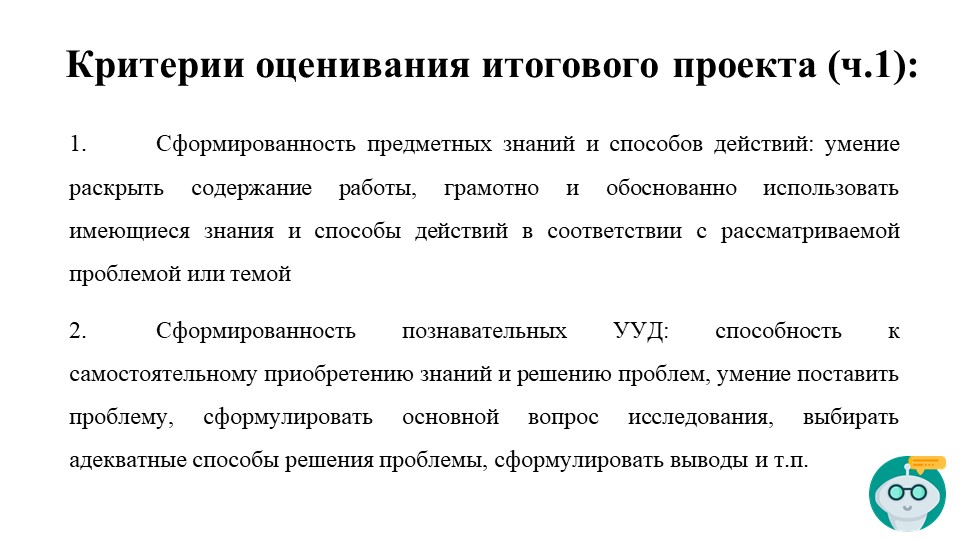 Критерии оценивания итогового проекта (ч.1):
1. Сформированность предметных знаний и способов действий: умение
раскрыть содержание работы, грамотно и обоснованно использовать
имеющиеся знания и способы действий в соответствии с рассматриваемой
проблемой или темой
2. Сформированность познавательных УУД: способность к
самостоятельному приобретению знаний и решению проблем, умение поставить
проблему, сформулировать основной вопрос исследования, выбирать
адекватные способы решения проблемы, сформулировать выводы и т.п.